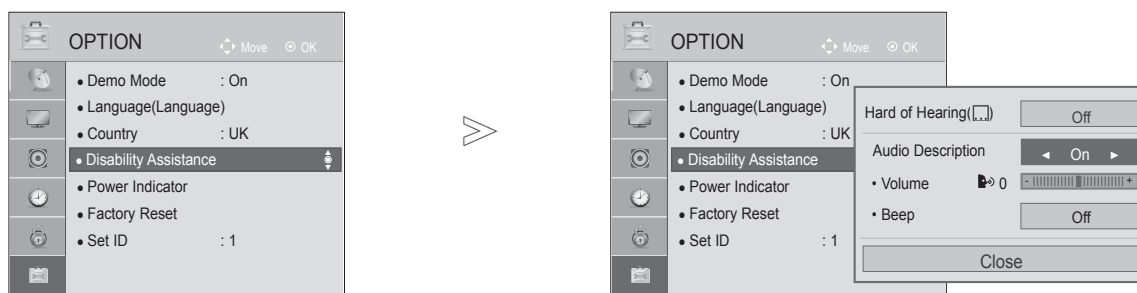 OPTION
Move OK
• Demo Mode : On
• Language(Language)
• Country : UK
• Disability Assistance
• Power Indicator
• Factory Reset
• Set ID : 1
OPTION
Move OK
• Demo Mode : On
• Language(Language)
• Country : UK
• Disability Assistance
• Power Indicator
• Factory Reset
• Set ID : 1
Hard of Hearing( ) Off
Audio Description ◄ On ►
• Volume 0 - +
• Beep Off
Close